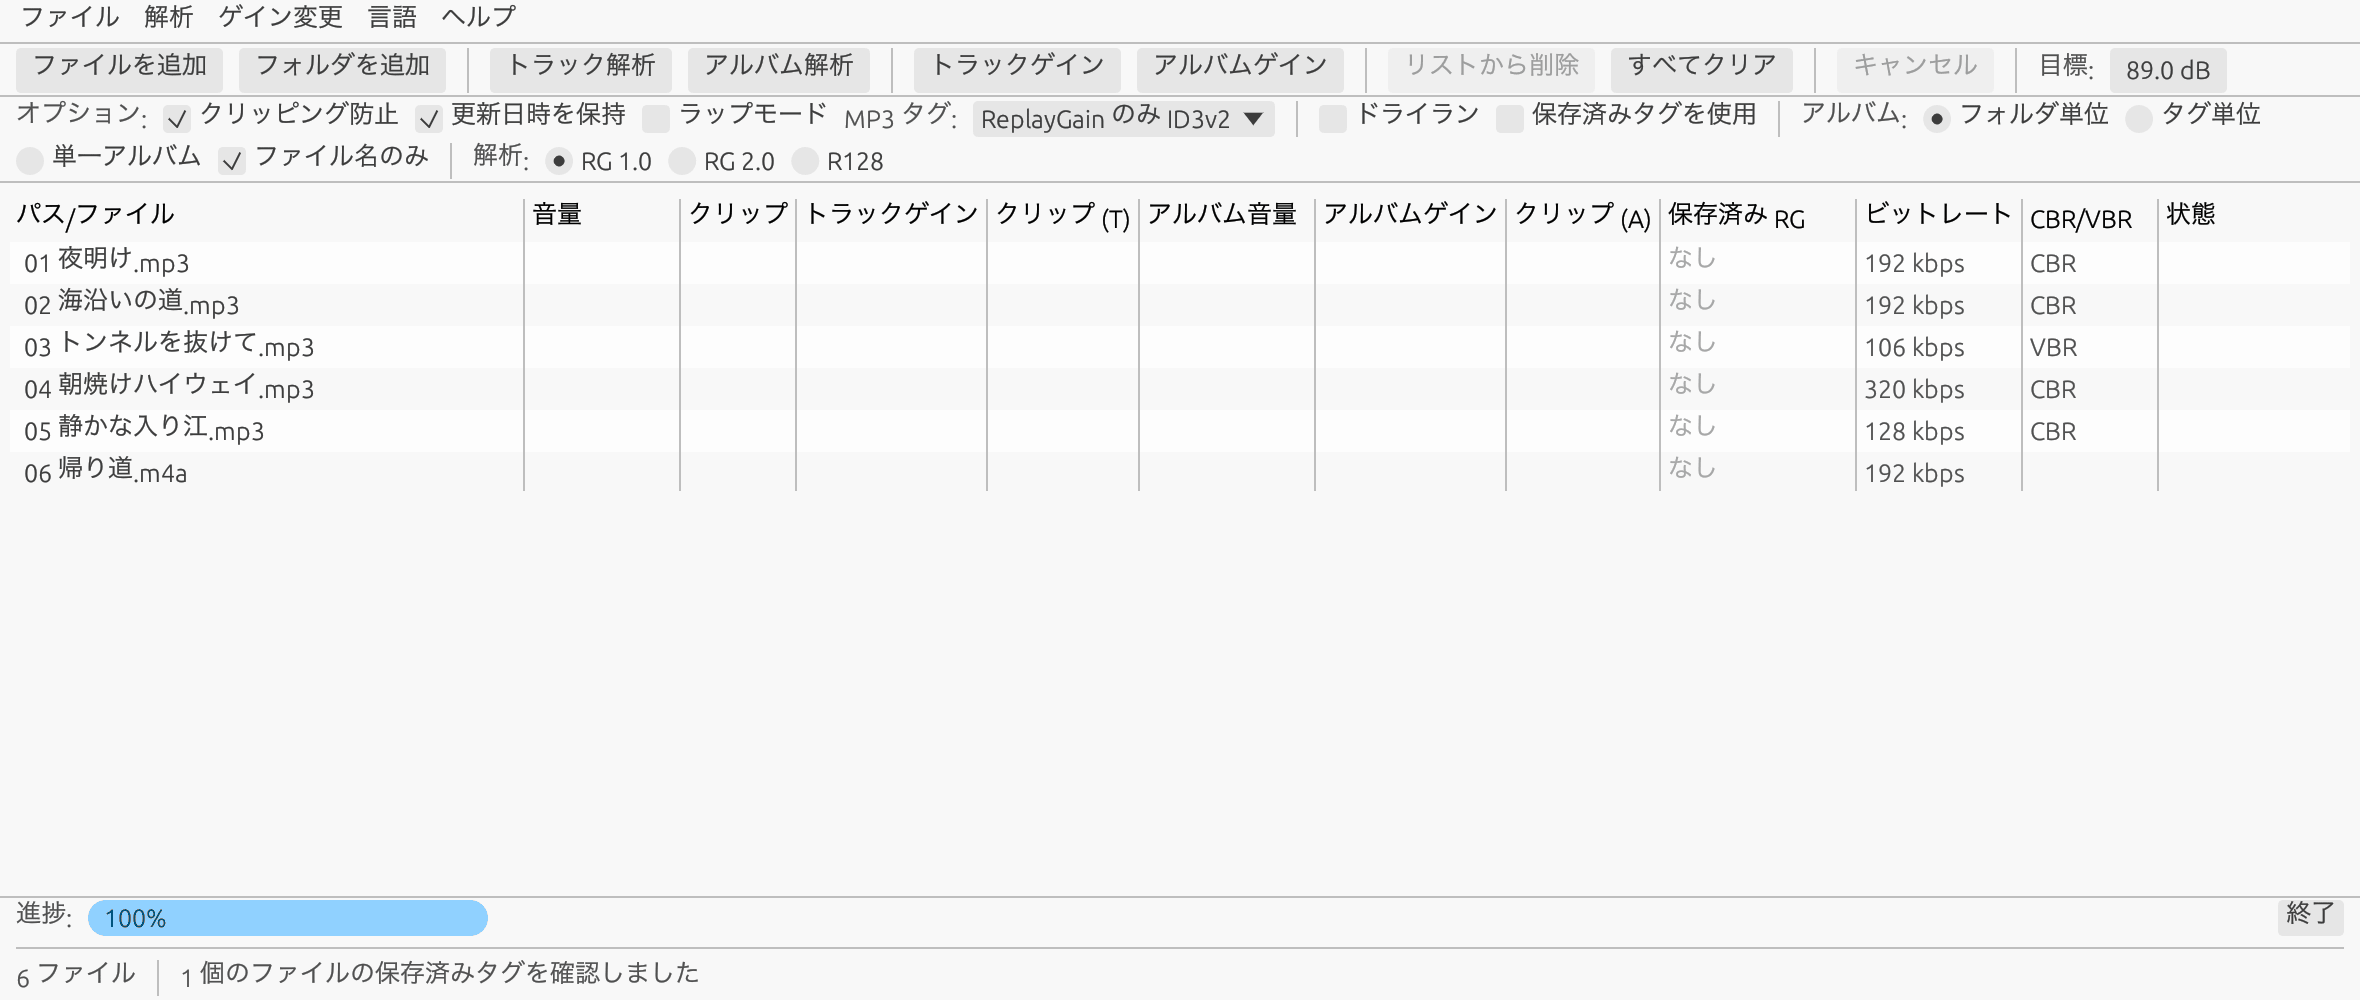 ファイル 解析 ゲイン変更 言語 ヘルプ
ファイルを追加 フォルダを追加 トラック解析 アルバム解析 トラックゲイン アルバムゲイン リストから削除 すべてクリア キャンセル 目標: 89.0 dB
オプション: クリッピング防止 更新日時を保持 ラップモード MP3 タグ: ReplayGain のみ ID3v2 ドライラン 保存済みタグを使用 アルバム: フォルダ単位 タグ単位
単一アルバム ファイル名のみ 解析: RG 1.0 RG 2.0 R128
パス/ファイル 音量 クリップ トラックゲイン クリップ (T) アルバム音量 アルバムゲイン クリップ (A) 保存済み RG ビットレート CBR/VBR 状態
01 夜明け.mp3 なし 192 kbps CBR
02 海沿いの道.mp3 なし 192 kbps CBR
03 トンネルを抜けて.mp3 なし 106 kbps VBR
04 朝焼けハイウェイ.mp3 なし 320 kbps CBR
05 静かな入り江.mp3 なし 128 kbps CBR
06 帰り道.m4a なし 192 kbps
進捗: 100% 終了
6 ファイル 1 個のファイルの保存済みタグを確認しました